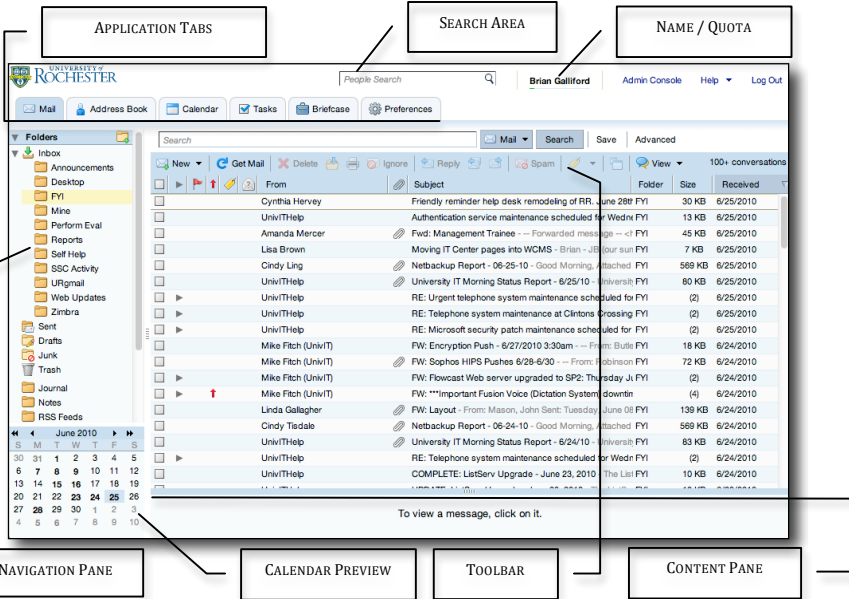 APPLICATION TABS
SEARCH AREA
NAME / QUOTA
UNIVERSITY of
ROCHESTER
People Search
Brian Galliford
Admin Console
Help
Log Out
Mail
Address Book
Calendar
Tasks
Briefcase
Preferences
Folders
Inbox
Announcements
Desktop
FYI
Mine
Perform Eval
Reports
Self Help
SSC Activity
URgmail
Web Updates
Zimbra
Sent
Drafts
Junk
Trash
Journal
Notes
RSS Feeds
June 2010
S M T W T F S
30 31 1 2 3 4 5
6 7 8 9 10 11 12
13 14 15 16 17 18 19
20 21 22 23 24 25 26
27 28 29 30 1 2 3
4 5 6 7 8 9 10
Search Mail Search Save Advanced
New Get Mail Delete Ignore Reply Spam View 100+ conversations
From Subject Folder Size Received
Cynthia Hervey Friendly reminder help desk remodeling of RR. June 28th FYI 30 KB 6/25/2010
UnivITHelp Authentication service maintenance scheduled for Wedne FYI 13 KB 6/25/2010
Amanda Mercer Fwd: Management Trainee - -- Forwarded message -- <h FYI 45 KB 6/25/2010
Lisa Brown Moving IT Center pages into WCMS - Brian - JB (our sum FYI 7 KB 6/25/2010
Cindy Ling Netbackup Report - 06-25-10 - Good Morning, Attached FYI 569 KB 6/25/2010
UnivITHelp University IT Morning Status Report - 6/25/10 - University FYI 80 KB 6/25/2010
UnivITHelp RE: Urgent telephone system maintenance scheduled for FYI (2) 6/25/2010
UnivITHelp RE: Telephone system maintenance at Clintons Crossing FYI (2) 6/25/2010
UnivITHelp RE: Microsoft security patch maintenance scheduled for FYI (2) 6/25/2010
Mike Fitch (UnivIT) FW: Encryption Push - 6/27/2010 3:30am - -- From: Butle FYI 18 KB 6/24/2010
Mike Fitch (UnivIT) FW: Sophos HIPS Pushes 6/28-6/30 - -- From: Robinson FYI 72 KB 6/24/2010
Mike Fitch (UnivIT) FW: Flowcast Web server upgraded to SP2: Thursday Ju FYI (2) 6/24/2010
Mike Fitch (UnivIT) FW: ***Important Fusion Voice (Dictation System) downtin FYI (4) 6/24/2010
Linda Gallagher FW: Layout - From: Mason, John Sent: Tuesday, June 08 FYI 139 KB 6/24/2010
Cindy Tisdale Netbackup Report - 06-24-10 - Good Morning, Attached FYI 569 KB 6/24/2010
UnivITHelp University IT Morning Status Report - 6/24/10 - University FYI 83 KB 6/24/2010
UnivITHelp RE: Telephone system maintenance scheduled for Wedn FYI (2) 6/24/2010
UnivITHelp COMPLETE: ListServ Upgrade - June 23, 2010 - The List FYI 10 KB 6/24/2010
To view a message, click on it.
NAVIGATION PANE
CALENDAR PREVIEW
TOOLBAR
CONTENT PANE